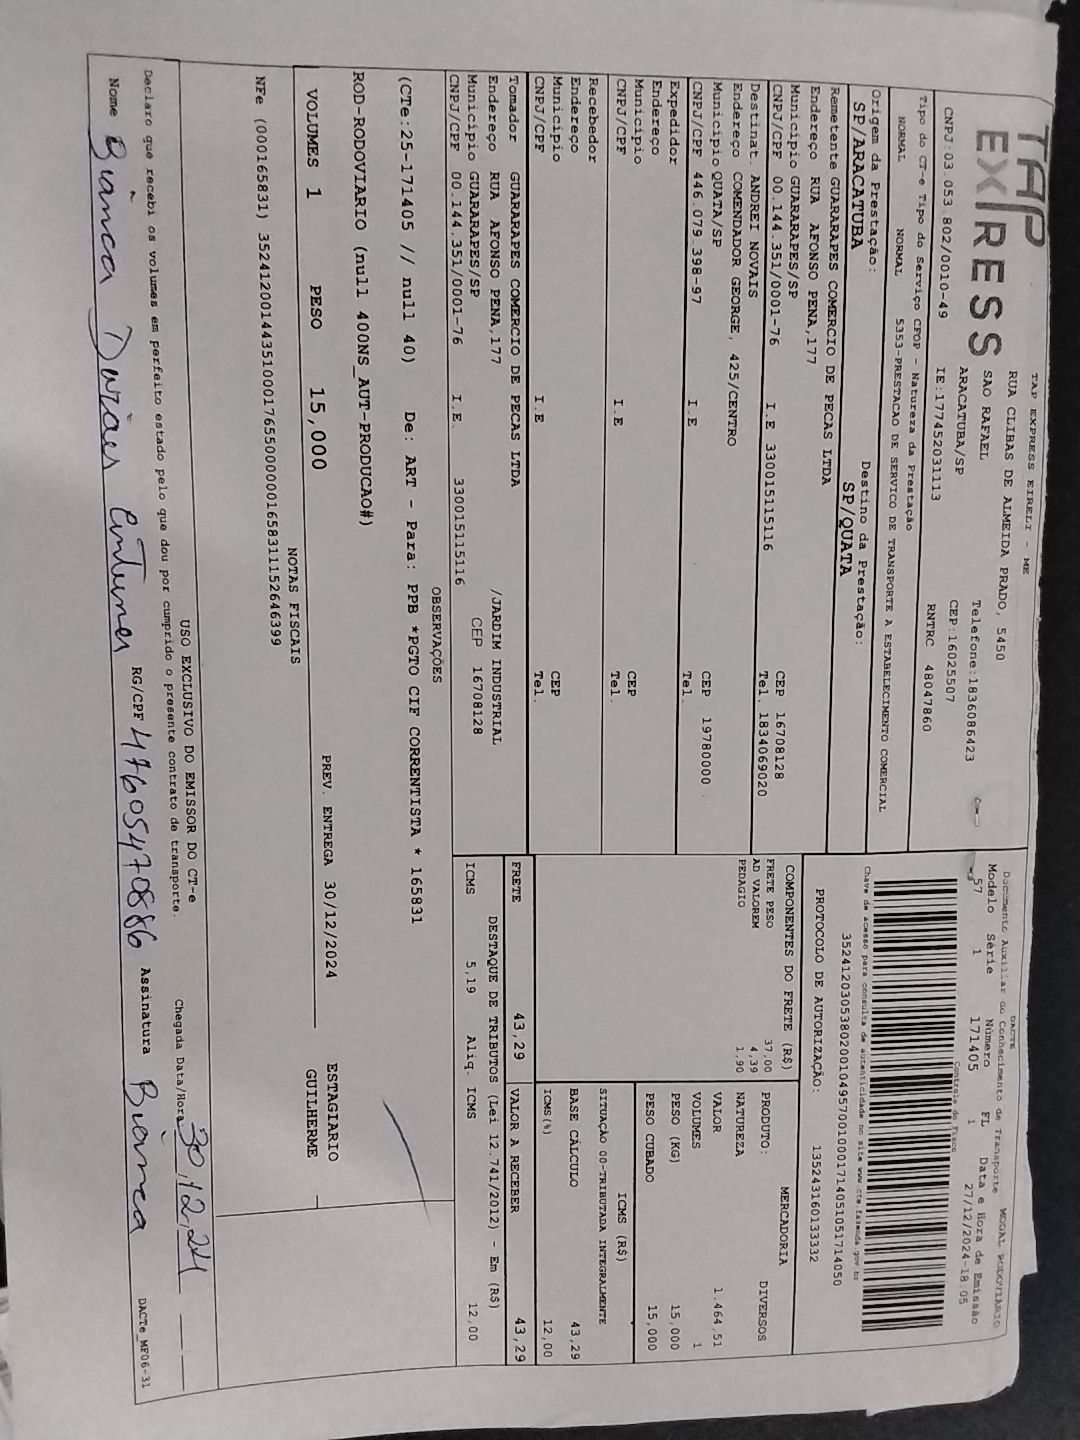 TAP EXPRESS
TAP EXPRESS EIRELI - ME
RUA CLIBAS DE ALMEIDA PRADO, 5450
SAO RAFAEL Telefone:1836086423
ARACATUBA/SP CEP:16025507
CNPJ:03.053.802/0010-49 IE:177452031113 RNTRC 48047860
DACTE
Documento Auxiliar do Conhecimento de Transporte MODAL RODOVIARIO
Modelo Série Número FL Data e Hora de Emissão
57 1 171405 1 27/12/2024-18:05
Controle do Fisco
Chave de acesso para consulta de autenticidade no site www.cte.fazenda.gov.br
35241203053802001049570010001714051051714050
PROTOCOLO DE AUTORIZAÇÃO: 135243160133332
Tipo do CT-e Tipo do Serviço CFOP - Natureza da Prestação
NORMAL NORMAL 5353-PRESTACAO DE SERVICO DE TRANSPORTE A ESTABELECIMENTO COMERCIAL
Origem da Prestação: Destino da Prestação:
SP/ARACATUBA SP/QUATA
Remetente GUARARAPES COMERCIO DE PECAS LTDA
Endereço RUA AFONSO PENA,177
Município GUARARAPES/SP CEP 16708128
CNPJ/CPF 00.144.351/0001-76 I.E 330015115116 Tel. 1834069020
Destinat. ANDREI NOVAIS
Endereço COMENDADOR GEORGE, 425/CENTRO
Município QUATA/SP CEP 19780000
CNPJ/CPF 446.079.398-97 I.E Tel.
Expedidor
Endereço
Município CEP
CNPJ/CPF I.E Tel.
Recebedor
Endereço
Município CEP
CNPJ/CPF I.E Tel.
Tomador GUARARAPES COMERCIO DE PECAS LTDA
Endereço RUA AFONSO PENA,177 /JARDIM INDUSTRIAL
Município GUARARAPES/SP CEP 16708128
CNPJ/CPF 00.144.351/0001-76 I.E. 330015115116
COMPONENTES DO FRETE (R$)
FRETE PESO 37,00
AD VALOREM 4,39
PEDAGIO 1,90
MERCADORIA
PRODUTO: DIVERSOS
NATUREZA
VALOR 1.464,51
VOLUMES 1
PESO (KG) 15,000
PESO CUBADO 15,000
ICMS (R$)
SITUAÇÃO 00-TRIBUTADA INTEGRALMENTE
BASE CÁLCULO 43,29
ICMS(%) 12,00
FRETE 43,29 VALOR A RECEBER 43,29
DESTAQUE DE TRIBUTOS (Lei 12.741/2012) - Em (R$)
ICMS 5,19 Alíq. ICMS 12,00
OBSERVAÇÕES
(CTe:25-171405 // null 40) De: ART - Para: PPB *PGTO CIF CORRENTISTA * 165831
ROD-RODOVIARIO (null 400NS_AUT-PRODUCAO#)
VOLUMES 1 PESO 15,000 PREV. ENTREGA 30/12/2024 ESTAGIARIO
GUILHERME
NOTAS FISCAIS
NFe (000165831) 35241200144351000176550000001658311152646399
USO EXCLUSIVO DO EMISSOR DO CT-e
Declaro que recebi os volumes em perfeito estado pelo que dou por cumprido o presente contrato de transporte. Chegada Data/Hora 30/12/24
Nome Bianca RG/CPF 47605470886 Assinatura Bianca
DACTe_MF06-31